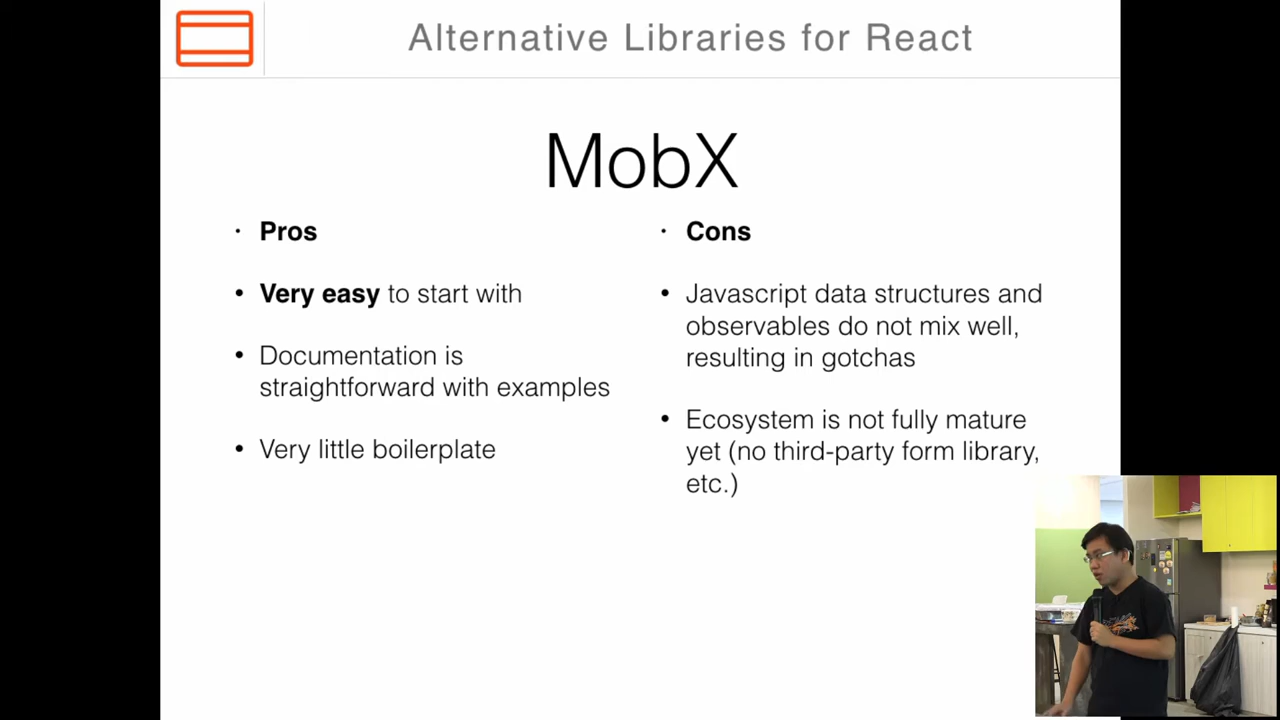 Alternative Libraries for React
MobX
• Pros
• Very easy to start with
• Documentation is
straightforward with examples
• Very little boilerplate
• Cons
• Javascript data structures and
observables do not mix well,
resulting in gotchas
• Ecosystem is not fully mature
yet (no third-party form library,
etc.)